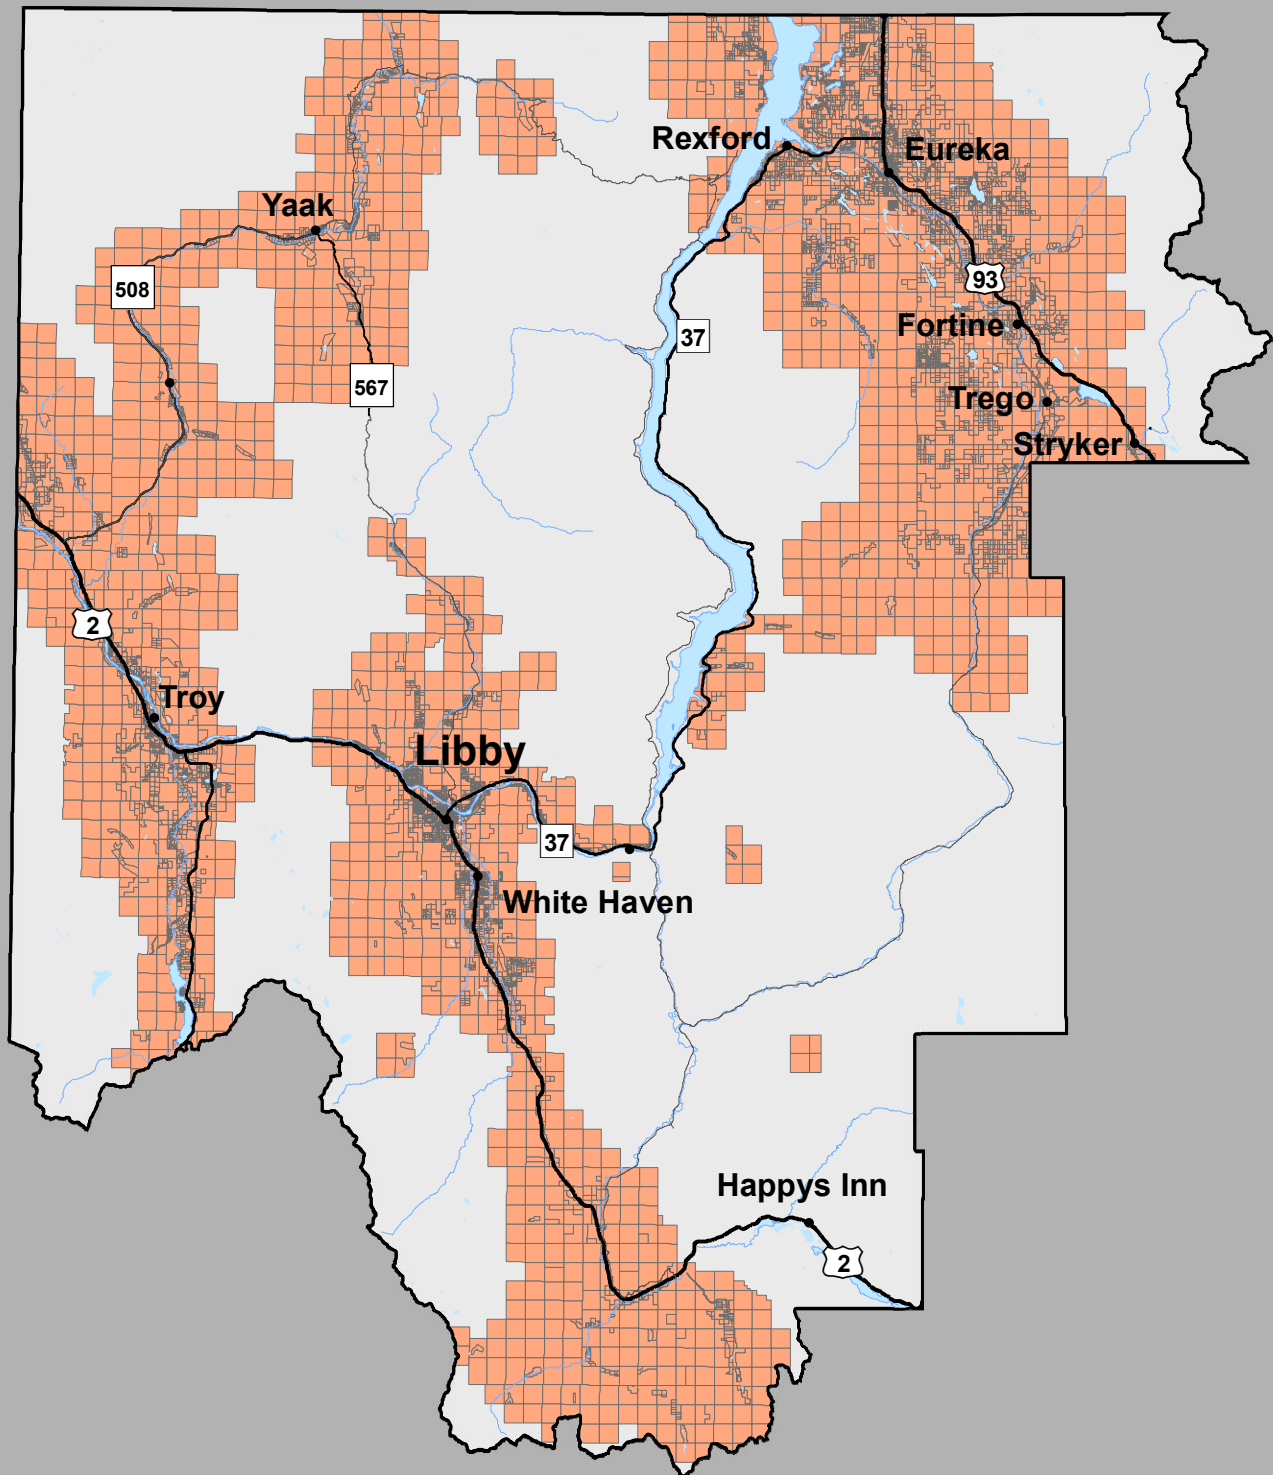 Rexford
Eureka
Yaak
508
93
Fortine
37
567
Trego
Stryker
2
Troy
Libby
37
White Haven
Happys Inn
2